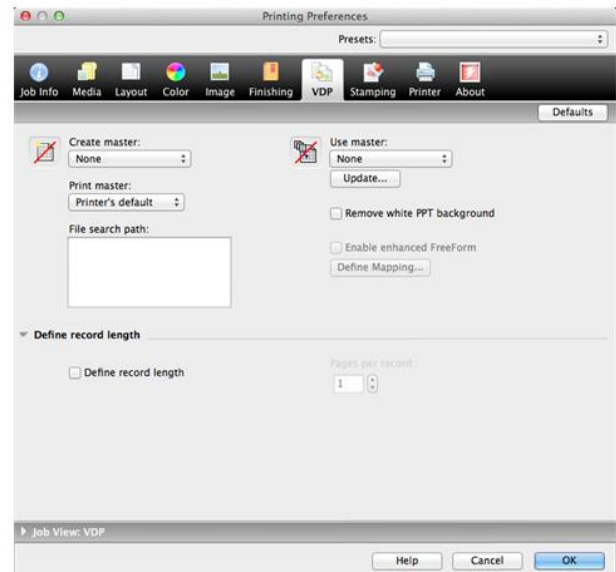 Printing Preferences
Presets:
Job Info Media Layout Color Image Finishing VDP Stamping Printer About
Defaults
Create master:
None
Print master:
Printer's default
File search path:
Use master:
None
Update...
Remove white PPT background
Enable enhanced FreeForm
Define Mapping...
Define record length
Define record length
Pages per record:
1
Job View: VDP
Help Cancel OK